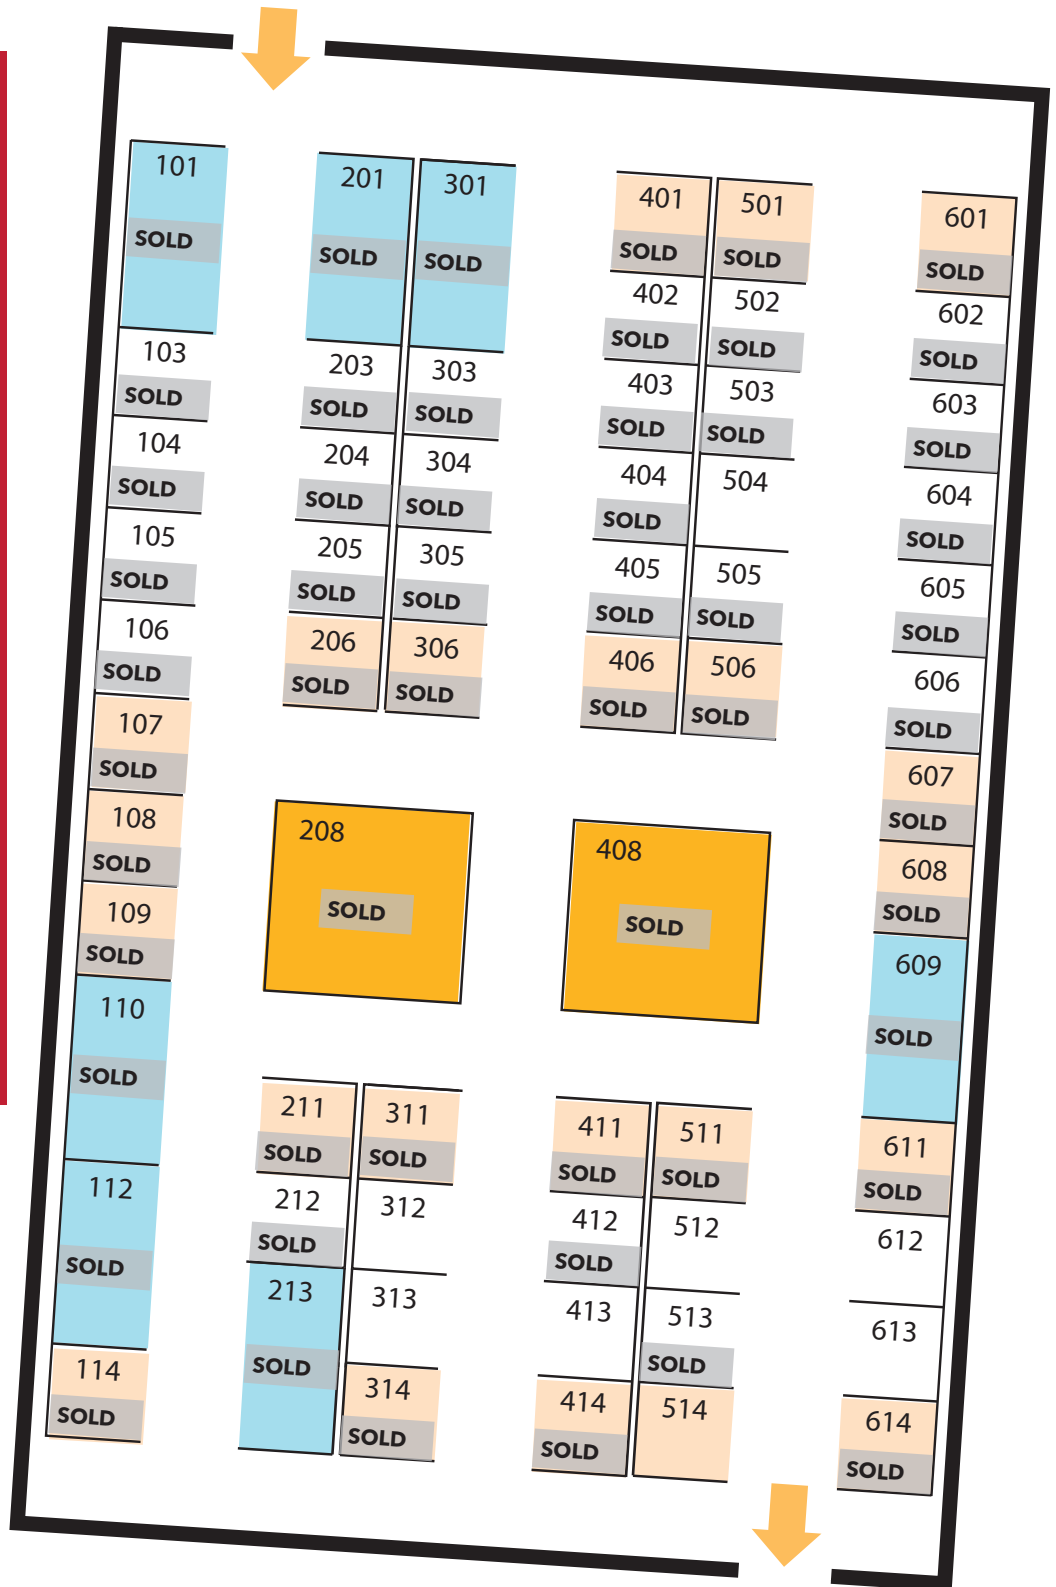 101
SOLD
103
SOLD
104
SOLD
105
SOLD
106
SOLD
107
SOLD
108
SOLD
109
SOLD
110
SOLD
112
SOLD
114
SOLD
201
SOLD
203
SOLD
204
SOLD
205
SOLD
206
SOLD
208
SOLD
211
SOLD
212
SOLD
213
SOLD
301
SOLD
303
SOLD
304
SOLD
305
SOLD
306
SOLD
311
SOLD
312
313
314
SOLD
401
SOLD
402
SOLD
403
SOLD
404
SOLD
405
SOLD
406
SOLD
408
SOLD
411
SOLD
412
SOLD
413
414
SOLD
501
SOLD
502
SOLD
503
SOLD
504
505
SOLD
506
SOLD
511
SOLD
512
513
SOLD
514
601
SOLD
602
SOLD
603
SOLD
604
SOLD
605
SOLD
606
SOLD
607
SOLD
608
SOLD
609
SOLD
611
SOLD
612
613
614
SOLD